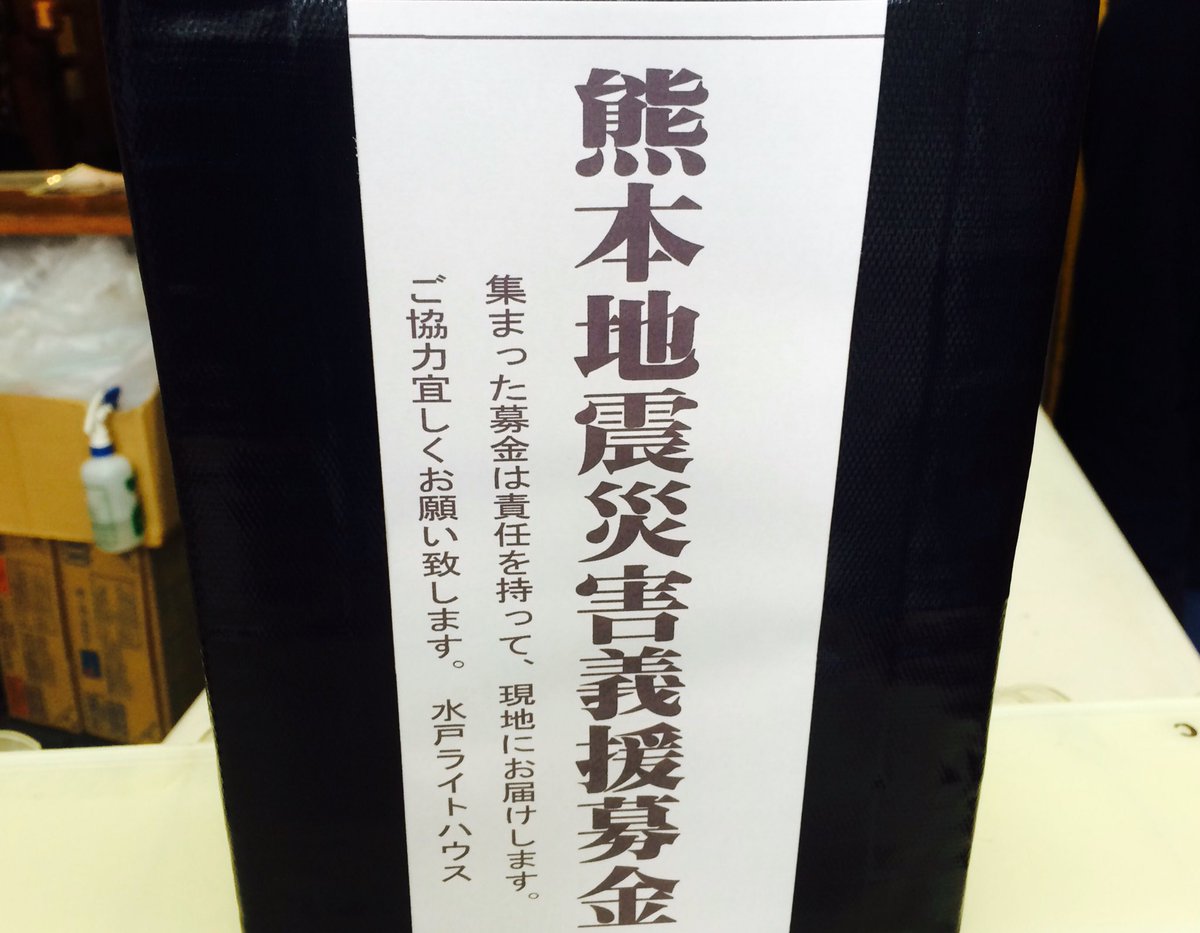 熊本地震災害義援募金
集まった募金は責任を持って、現地にお届けします。
ご協力宜しくお願い致します。 水戸ライトハウス